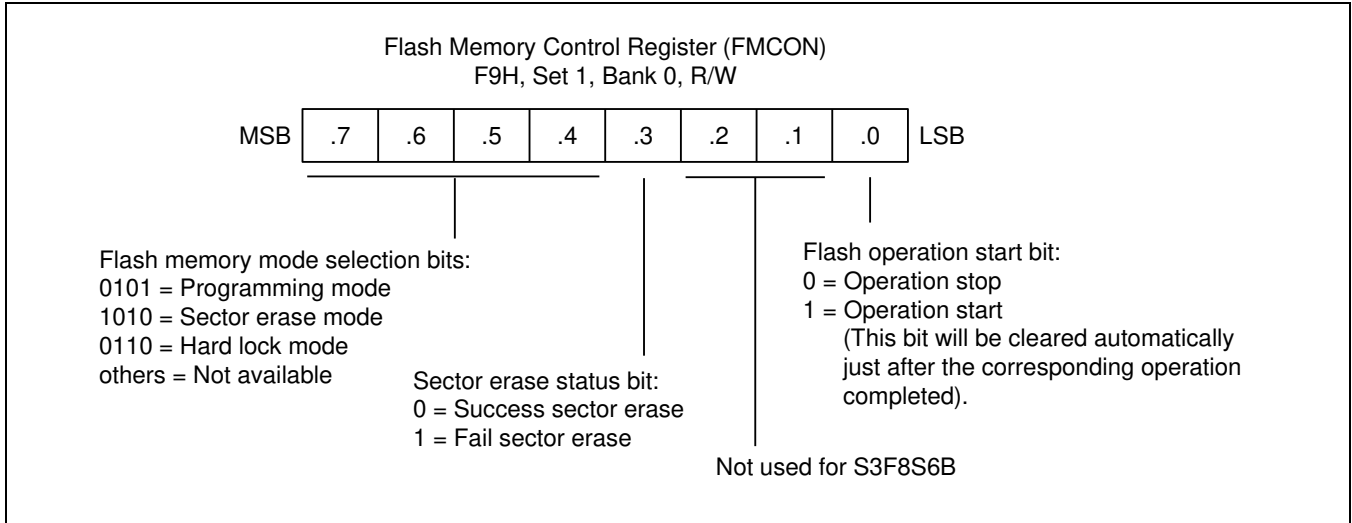 Flash Memory Control Register (FMCON)
F9H, Set 1, Bank 0, R/W
MSB .7 .6 .5 .4 .3 .2 .1 .0 LSB
Flash memory mode selection bits:
0101 = Programming mode
1010 = Sector erase mode
0110 = Hard lock mode
others = Not available
Sector erase status bit:
0 = Success sector erase
1 = Fail sector erase
Not used for S3F8S6B
Flash operation start bit:
0 = Operation stop
1 = Operation start
(This bit will be cleared automatically
just after the corresponding operation
completed).